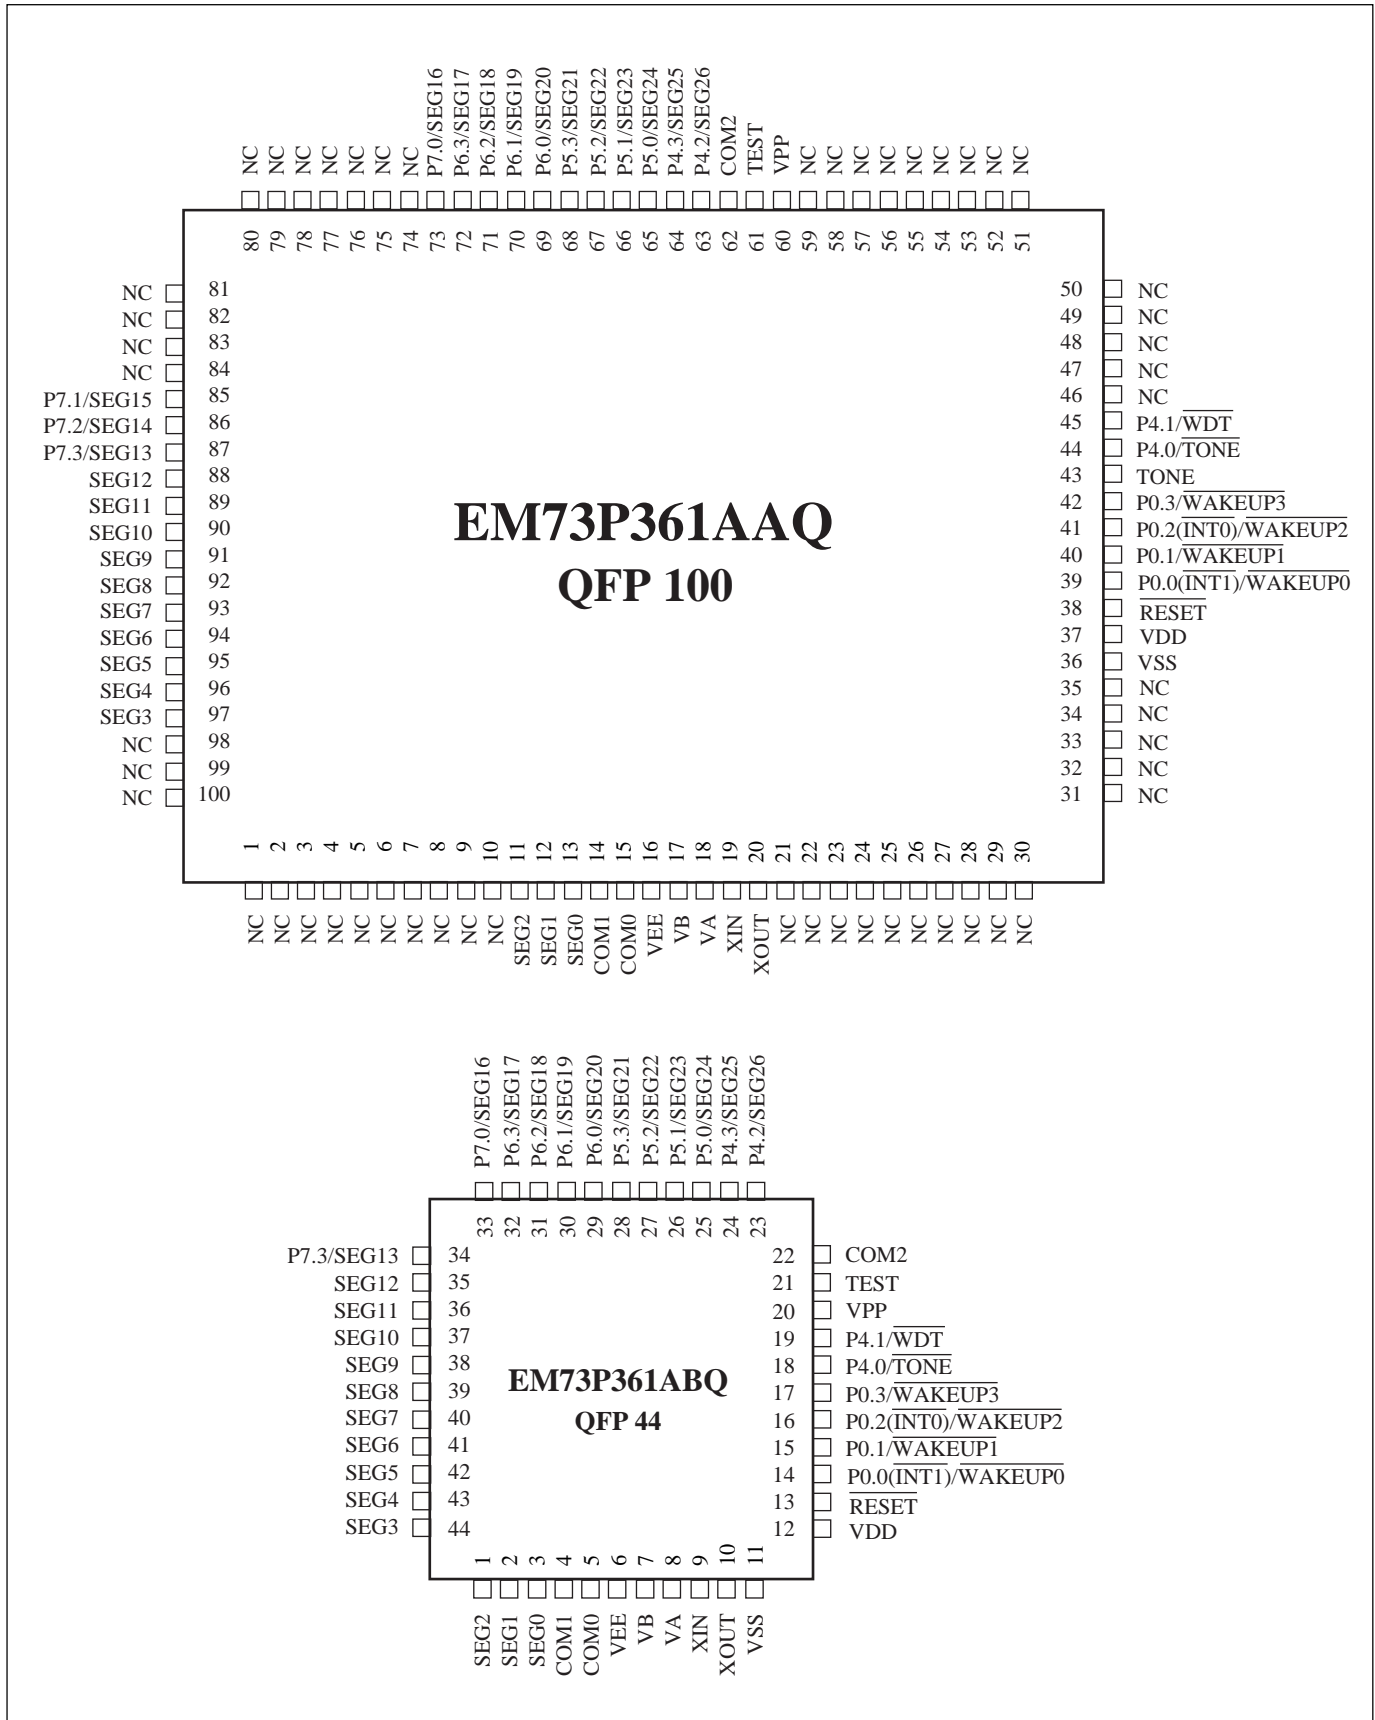 NC
NC
NC
NC
NC
NC
NC
P7.0/SEG16
P6.3/SEG17
P6.2/SEG18
P6.1/SEG19
P6.0/SEG20
P5.3/SEG21
P5.2/SEG22
P5.1/SEG23
P5.0/SEG24
P4.3/SEG25
P4.2/SEG26
COM2
TEST
VPP
NC
NC
NC
NC
NC
NC
NC
NC
NC
80 79 78 77 76 75 74 73 72 71 70 69 68 67 66 65 64 63 62 61 60 59 58 57 56 55 54 53 52 51
NC 81
NC 82
NC 83
NC 84
P7.1/SEG15 85
P7.2/SEG14 86
P7.3/SEG13 87
SEG12 88
SEG11 89
SEG10 90
SEG9 91
SEG8 92
SEG7 93
SEG6 94
SEG5 95
SEG4 96
SEG3 97
NC 98
NC 99
NC 100
EM73P361AAQ
QFP 100
50 NC
49 NC
48 NC
47 NC
46 NC
45 P4.1/WDT
44 P4.0/TONE
43 TONE
42 P0.3/WAKEUP3
41 P0.2(INT0)/WAKEUP2
40 P0.1/WAKEUP1
39 P0.0(INT1)/WAKEUP0
38 RESET
37 VDD
36 VSS
35 NC
34 NC
33 NC
32 NC
31 NC
1 2 3 4 5 6 7 8 9 10 11 12 13 14 15 16 17 18 19 20 21 22 23 24 25 26 27 28 29 30
NC
NC
NC
NC
NC
NC
NC
NC
NC
NC
SEG2
SEG1
SEG0
COM1
COM0
VEE
VB
VA
XIN
XOUT
NC
NC
NC
NC
NC
NC
NC
NC
NC
NC
P7.0/SEG16
P6.3/SEG17
P6.2/SEG18
P6.1/SEG19
P6.0/SEG20
P5.3/SEG21
P5.2/SEG22
P5.1/SEG23
P5.0/SEG24
P4.3/SEG25
P4.2/SEG26
33 32 31 30 29 28 27 26 25 24 23
P7.3/SEG13 34
SEG12 35
SEG11 36
SEG10 37
SEG9 38
SEG8 39
SEG7 40
SEG6 41
SEG5 42
SEG4 43
SEG3 44
EM73P361ABQ
QFP 44
22 COM2
21 TEST
20 VPP
19 P4.1/WDT
18 P4.0/TONE
17 P0.3/WAKEUP3
16 P0.2(INT0)/WAKEUP2
15 P0.1/WAKEUP1
14 P0.0(INT1)/WAKEUP0
13 RESET
12 VDD
1 2 3 4 5 6 7 8 9 10 11
SEG2
SEG1
SEG0
COM1
COM0
VEE
VB
VA
XIN
XOUT
VSS